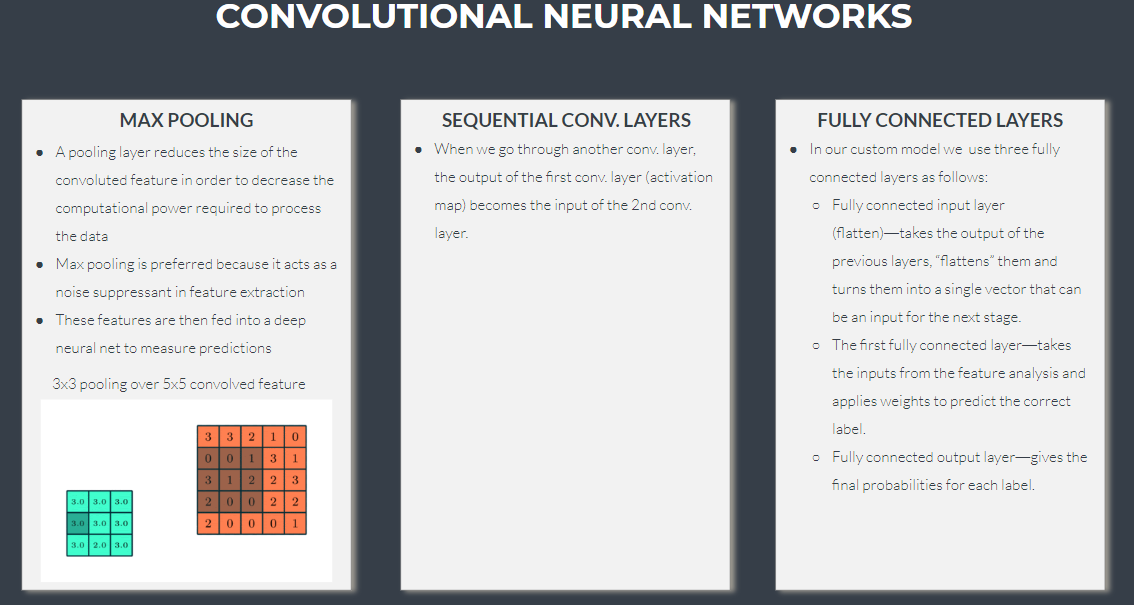 CONVOLUTIONAL NEURAL NETWORKS
MAX POOLING
● A pooling layer reduces the size of the
convoluted feature in order to decrease the
computational power required to process
the data
● Max pooling is preferred because it acts as a
noise suppressant in feature extraction
● These features are then fed into a deep
neural net to measure predictions
3x3 pooling over 5x5 convolved feature
3 3 2 1 0
0 0 1 3 1
3 1 2 2 3
2 0 0 2 2
2 0 0 0 1
3.0 3.0 3.0
3.0 3.0 3.0
3.0 2.0 3.0
SEQUENTIAL CONV. LAYERS
● When we go through another conv. layer,
the output of the first conv. layer (activation
map) becomes the input of the 2nd conv.
layer.
FULLY CONNECTED LAYERS
● In our custom model we use three fully
connected layers as follows:
○ Fully connected input layer
(flatten)—takes the output of the
previous layers, “flattens” them and
turns them into a single vector that can
be an input for the next stage.
○ The first fully connected layer—takes
the inputs from the feature analysis and
applies weights to predict the correct
label.
○ Fully connected output layer—gives the
final probabilities for each label.